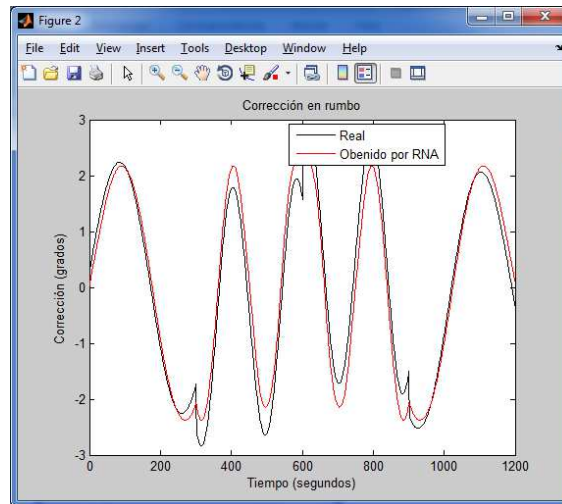 Figure 2
File Edit View Insert Tools Desktop Window Help
Corrección en rumbo
Real
Obenido por RNA
Corrección (grados)
3
2
1
0
-1
-2
-3
0 200 400 600 800 1000 1200
Tiempo (segundos)